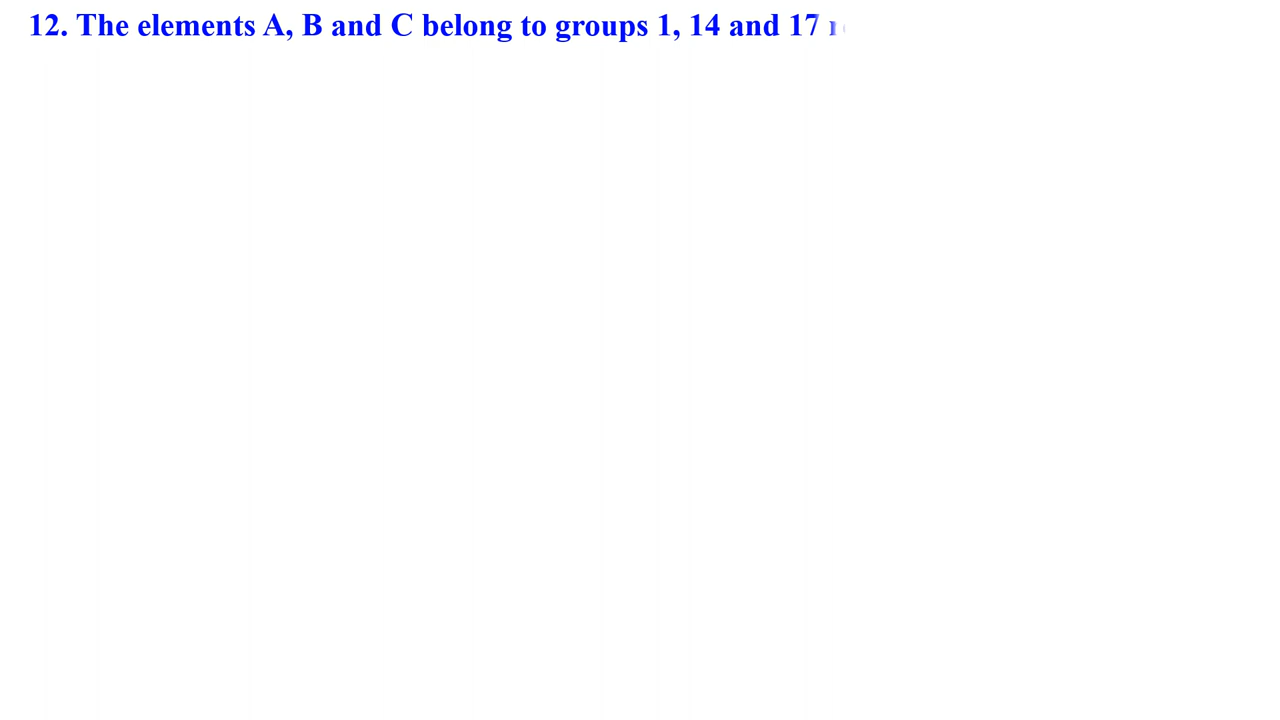 12. The elements A, B and C belong to groups 1, 14 and 17